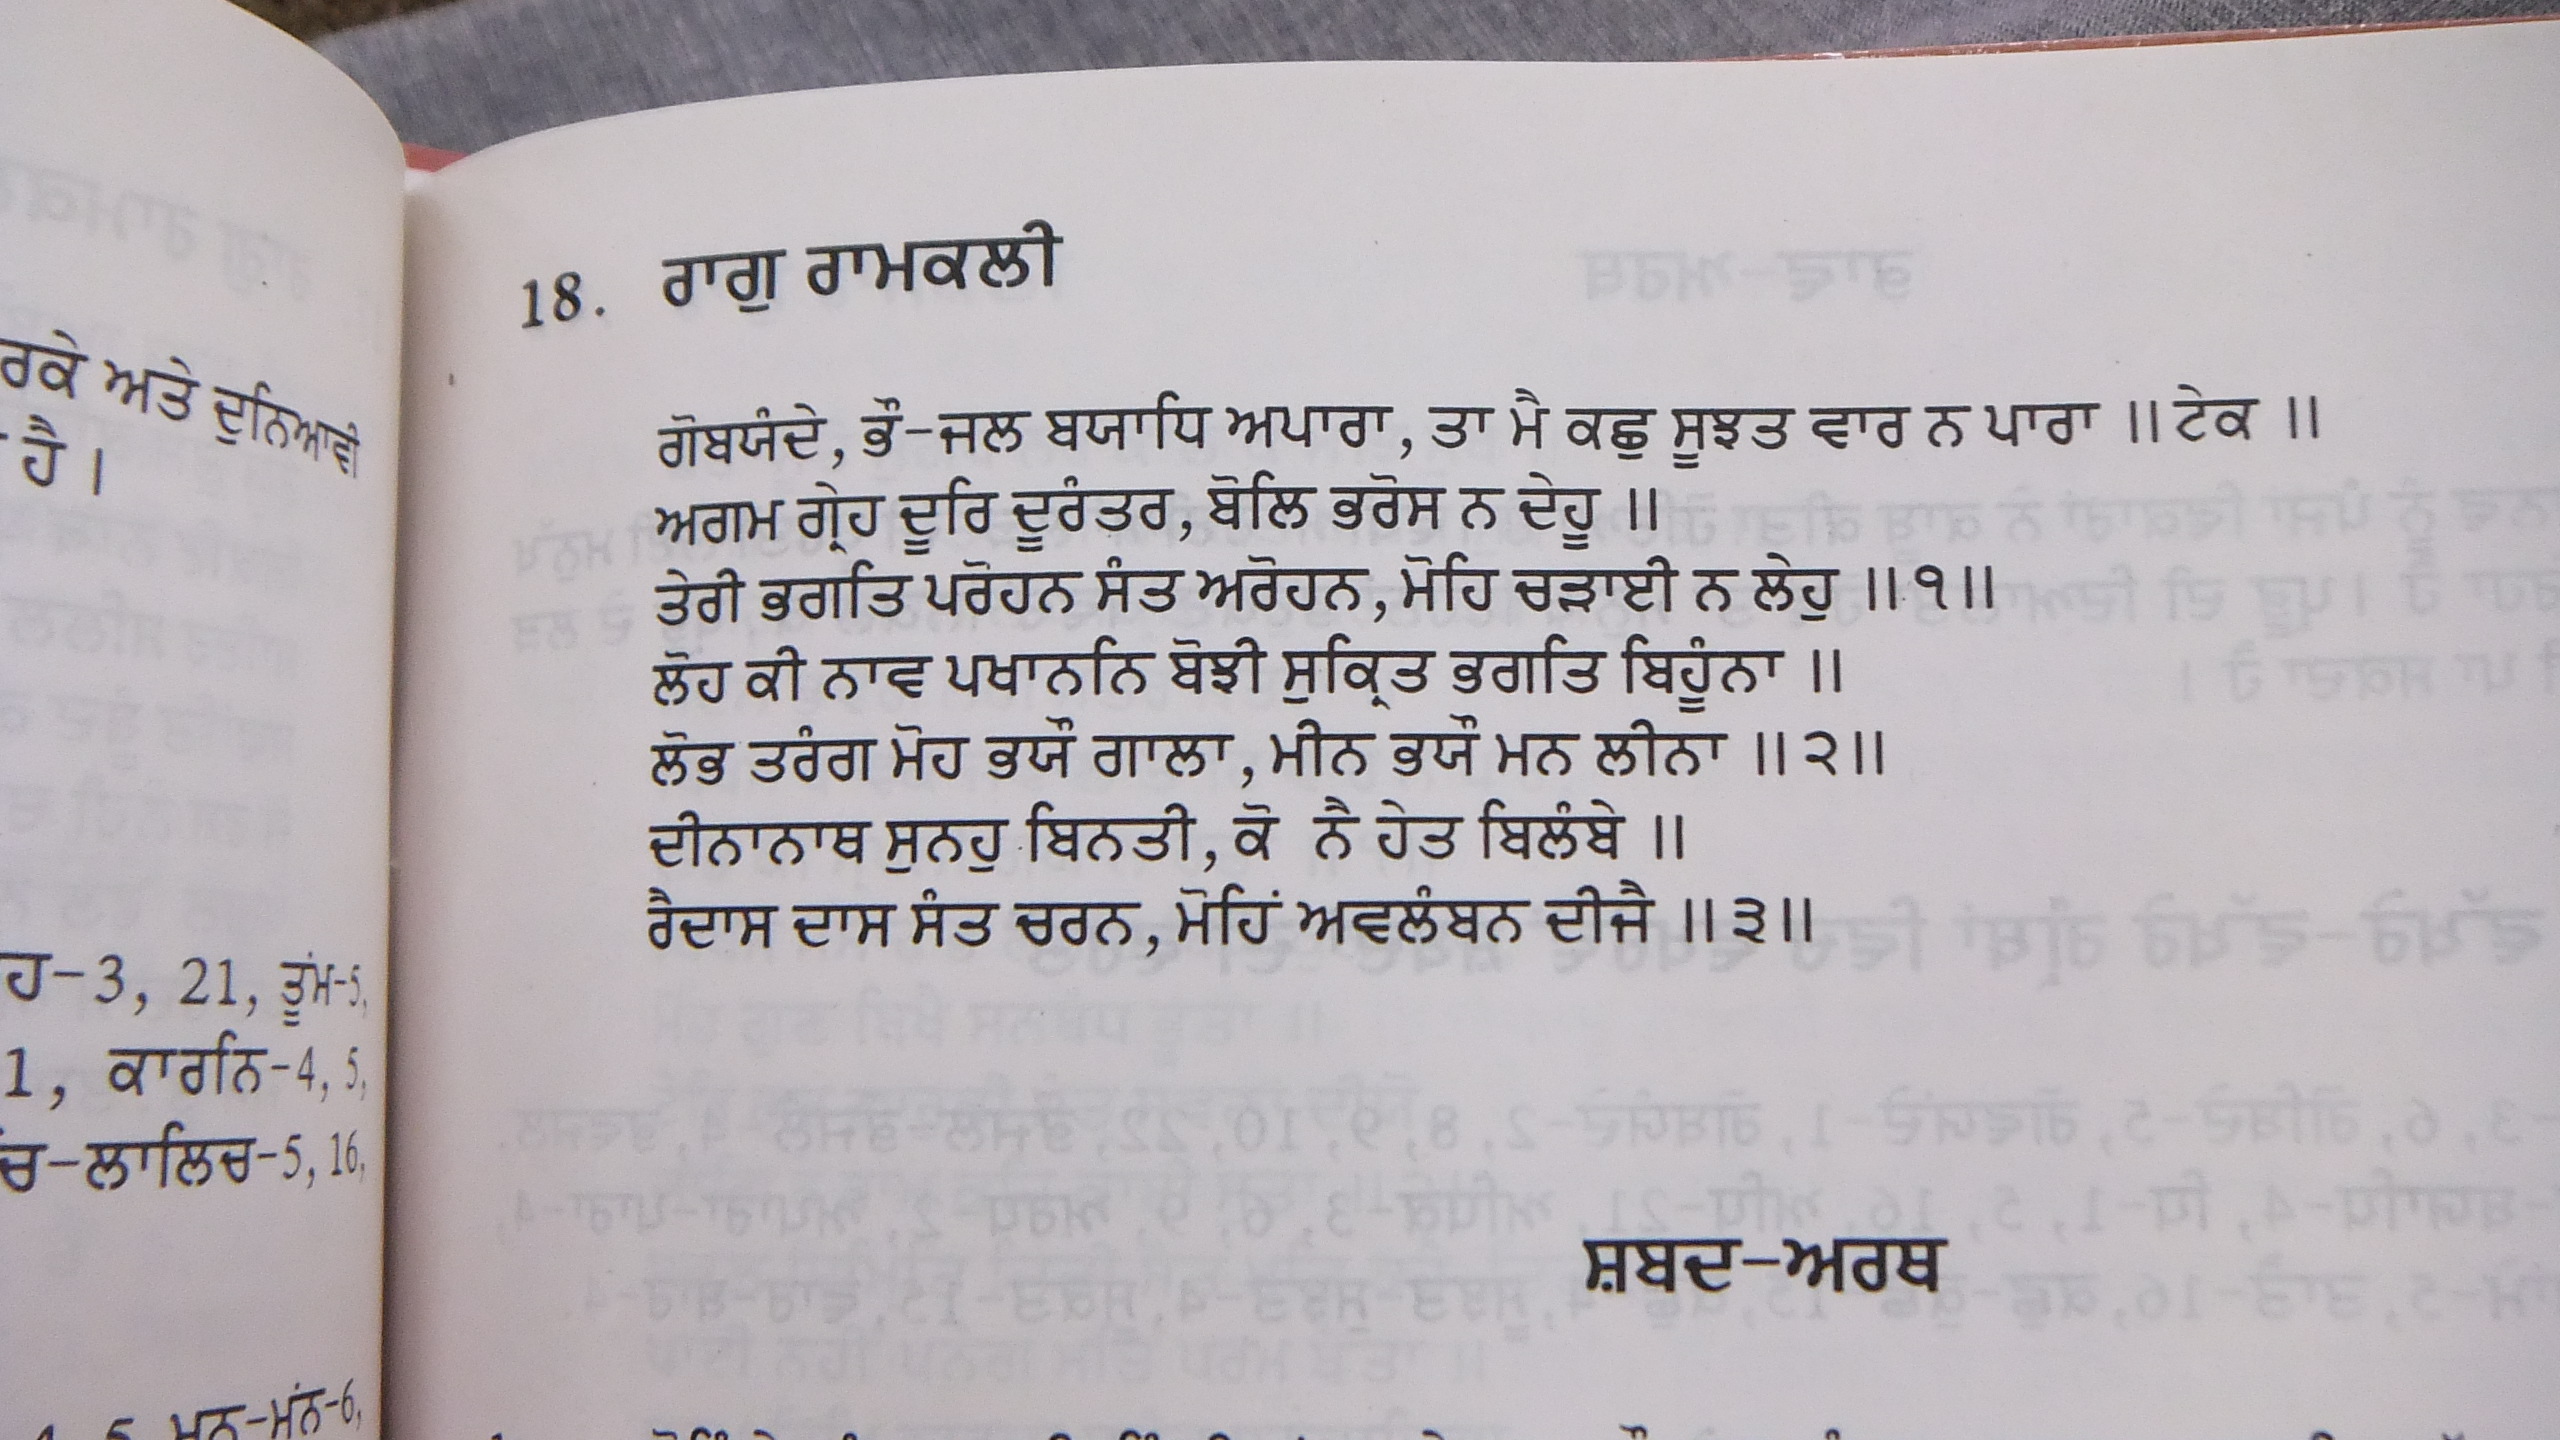 ਰਕੇ ਅਤੇ ਦੁਨਿਆਵੀ
ਹੈ ।
ਹ-3, 21, ਤੂੰਮ-5,
1, ਕਾਰਨਿ-4, 5,
ਚ-ਲਾਲਿਚ-5, 16,
ਮਨ-ਮੰਨ-6,
18. ਰਾਗੁ ਰਾਮਕਲੀ
ਗੋਬਯੰਦੇ, ਭੌ-ਜਲ ਬਯਾਧਿ ਅਪਾਰਾ, ਤਾ ਮੈ ਕਛੁ ਸੂਝਤ ਵਾਰ ਨ ਪਾਰਾ ॥ ਟੇਕ ॥
ਅਗਮ ਗ੍ਰੇਹ ਦੂਰਿ ਦੂਰੰਤਰ, ਬੋਲਿ ਭਰੋਸ ਨ ਦੇਹੂ ॥
ਤੇਰੀ ਭਗਤਿ ਪਰੋਹਨ ਸੰਤ ਅਰੋਹਨ, ਮੋਹਿ ਚੜਾਈ ਨ ਲੇਹੁ ॥੧॥
ਲੋਹ ਕੀ ਨਾਵ ਪਖਾਨਨਿ ਬੋਝੀ ਸੁਕ੍ਰਿਤ ਭਗਤਿ ਬਿਹੂੰਨਾ ॥
ਲੋਭ ਤਰੰਗ ਮੋਹ ਭਯੌ ਗਾਲਾ, ਮੀਨ ਭਯੌ ਮਨ ਲੀਨਾ ॥੨॥
ਦੀਨਾਨਾਥ ਸੁਨਹੁ ਬਿਨਤੀ, ਕੋ ਨੈ ਹੇਤ ਬਿਲੰਬੇ ॥
ਰੈਦਾਸ ਦਾਸ ਸੰਤ ਚਰਨ, ਮੋਹਿਂ ਅਵਲੰਬਨ ਦੀਜੈ ॥੩॥
ਸ਼ਬਦ-ਅਰਥ